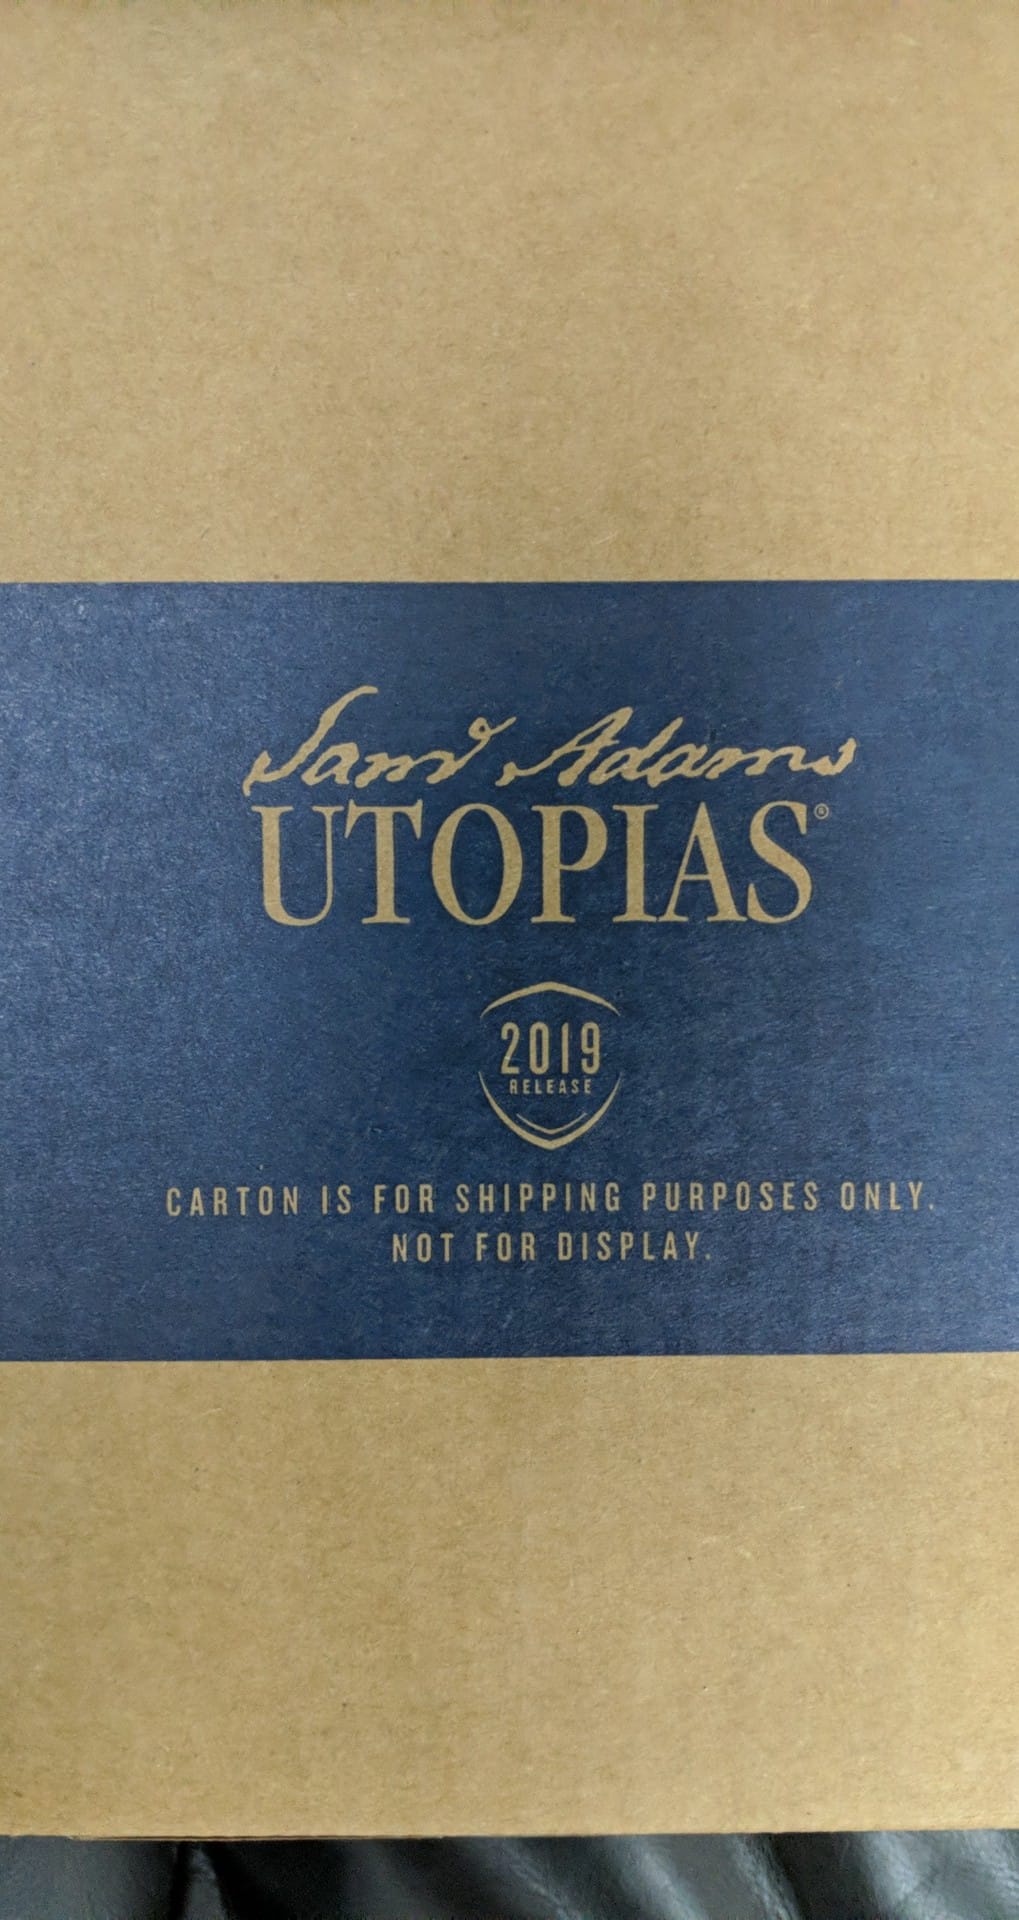 Sam'l Adams
UTOPIAS®
2019
RELEASE
CARTON IS FOR SHIPPING PURPOSES ONLY.
NOT FOR DISPLAY.